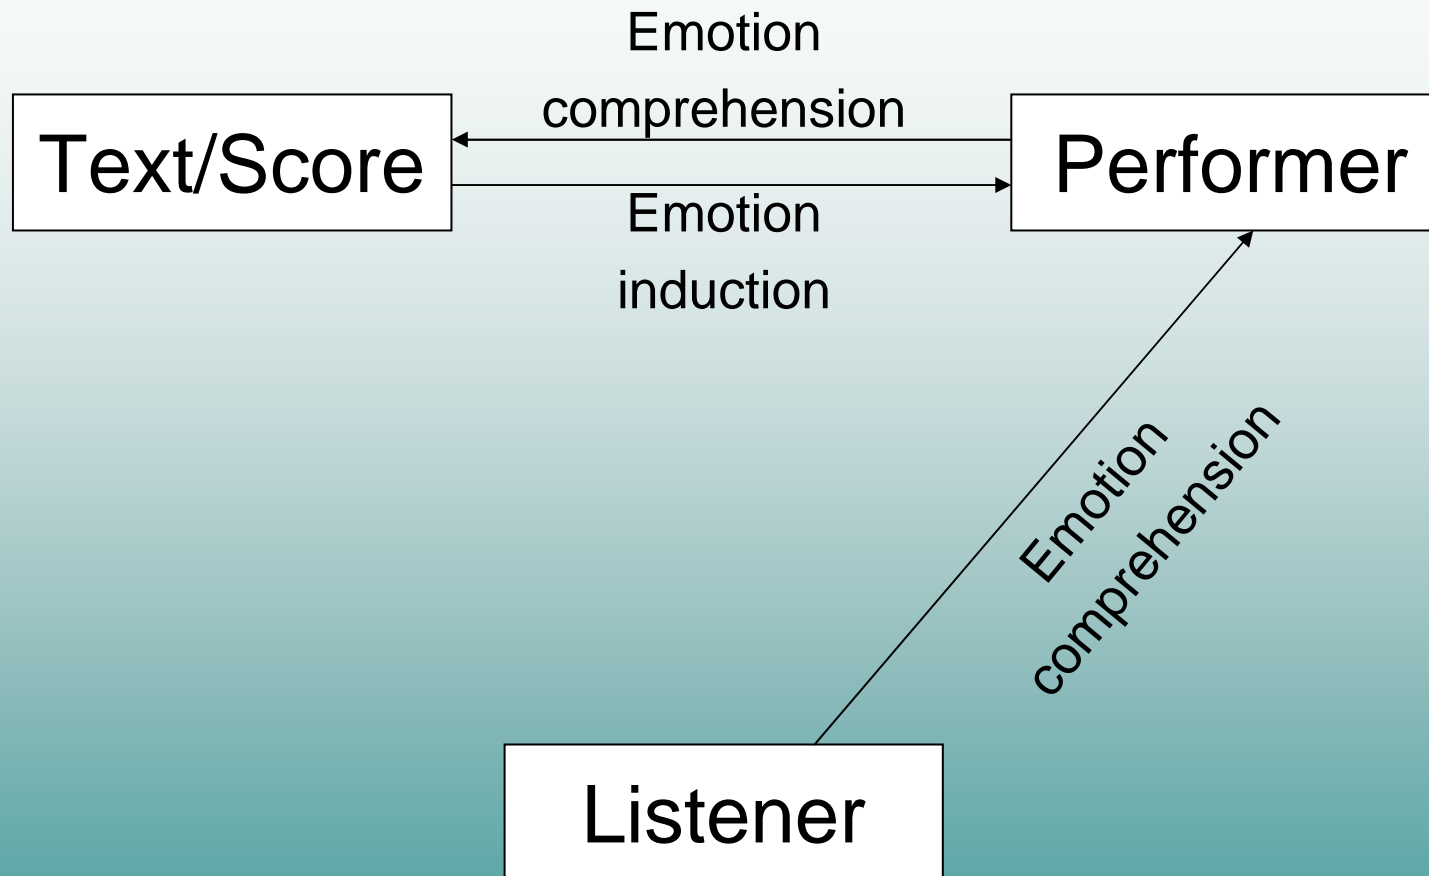 Emotion
comprehension
Text/Score
Performer
Emotion
induction
Emotion
comprehension
Listener